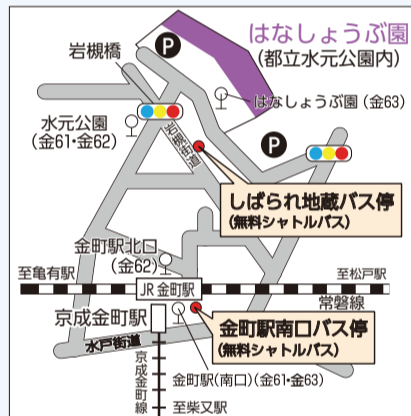 はなしょうぶ園
(都立水元公園内)
岩槻橋
P
はなしょうぶ園(金63)
水元公園
(金61・金62)
岩槻街道
P
しばられ地蔵バス停
(無料シャトルバス)
金町駅北口
(金62)
至亀有駅
JR 金町駅
至松戸駅
常磐線
京成金町駅
金町駅南口バス停
(無料シャトルバス)
水戸街道
京成金町線
金町駅(南口)(金61・金63)
至柴又駅